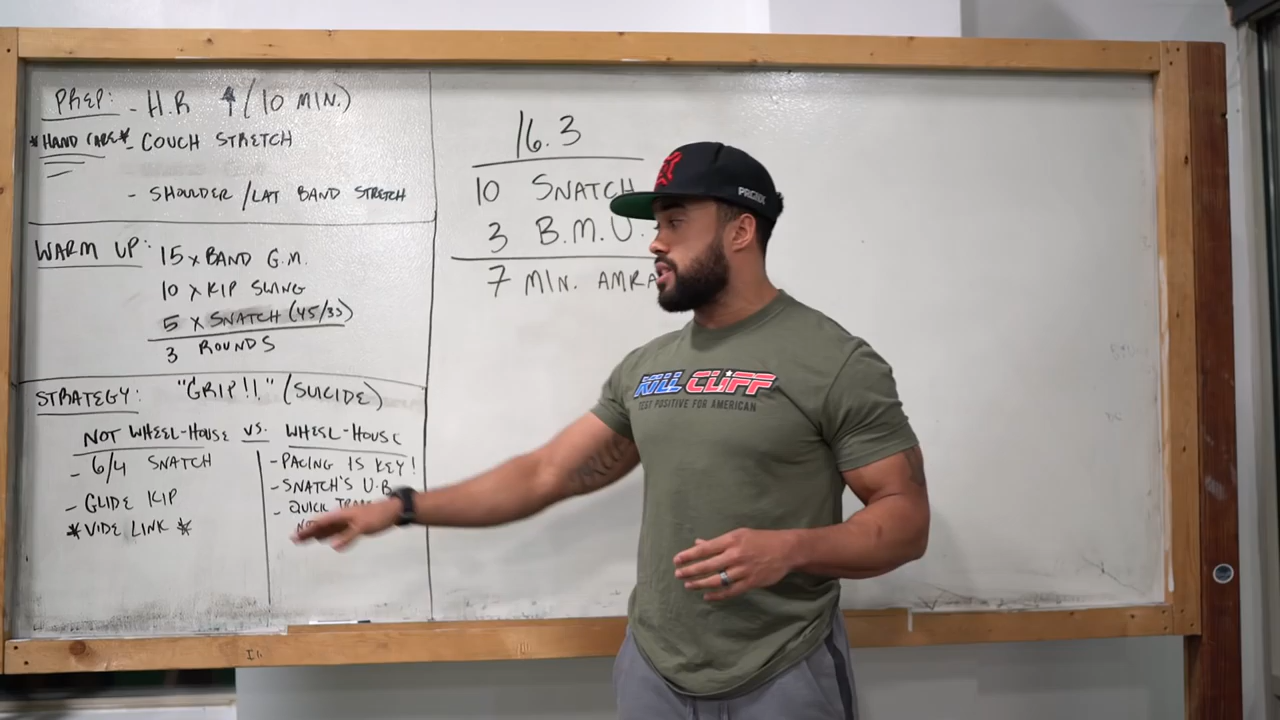 PREP: - H.R ↑ (10 MIN.)
*HAND CARE* - COUCH STRETCH
- SHOULDER / LAT BAND STRETCH
WARM UP: 15 x BAND G.M.
10 x KIP SWING
5 x SNATCH (45/35)
3 ROUNDS
STRATEGY: "GRIP!!" (SUICIDE)
NOT WHEEL-HOUSE VS. WHEEL-HOUSE
- 6/4 SNATCH
- GLIDE KIP
*VIDE LINK*
- PACING IS KEY!
- SNATCH'S U.B
- QUICK
16.3
10 SNATCH
3 B.M.U.
7 MIN. AMRA
PRGNX
KILL CLIFF
TEST POSITIVE FOR AMERICAN